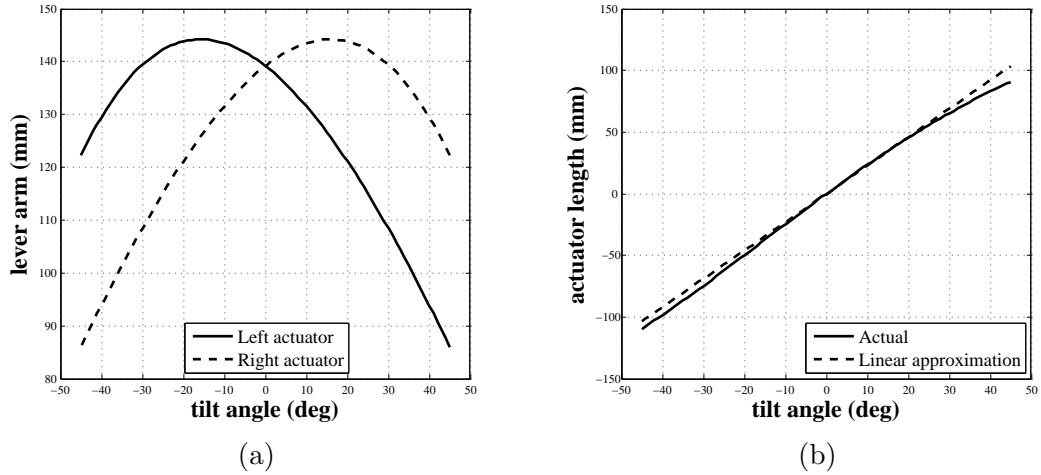 150
140
130
120
110
100
90
80
lever arm (mm)
−50 −40 −30 −20 −10 0 10 20 30 40 50
tilt angle (deg)
Left actuator
Right actuator
(a)
150
100
50
0
−50
−100
−150
actuator length (mm)
−50 −40 −30 −20 −10 0 10 20 30 40 50
tilt angle (deg)
Actual
Linear approximation
(b)